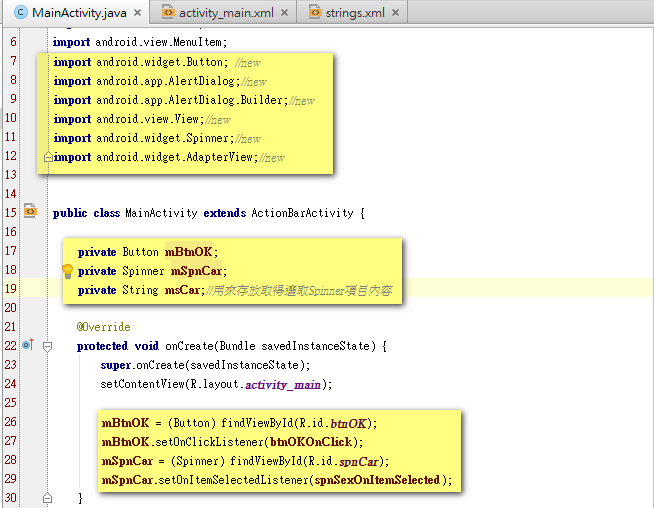 MainActivity.java × activity_main.xml × strings.xml ×
6 import android.view.MenuItem;
7 import android.widget.Button; //new
8 import android.app.AlertDialog;//new
9 import android.app.AlertDialog.Builder;//new
10 import android.view.View;//new
11 import android.widget.Spinner;//new
12 import android.widget.AdapterView;//new
13
14
15 public class MainActivity extends ActionBarActivity {
16
17 private Button mBtnOK;
18 private Spinner mSpnCar;
19 private String msCar;//用來存放取得選取Spinner項目內容
20
21 @Override
22 protected void onCreate(Bundle savedInstanceState) {
23 super.onCreate(savedInstanceState);
24 setContentView(R.layout.activity_main);
25
26 mBtnOK = (Button) findViewById(R.id.btnOK);
27 mBtnOK.setOnClickListener(btnOKOnClick);
28 mSpnCar = (Spinner) findViewById(R.id.spnCar);
29 mSpnCar.setOnItemSelectedListener(spnSexOnItemSelected);
30 }